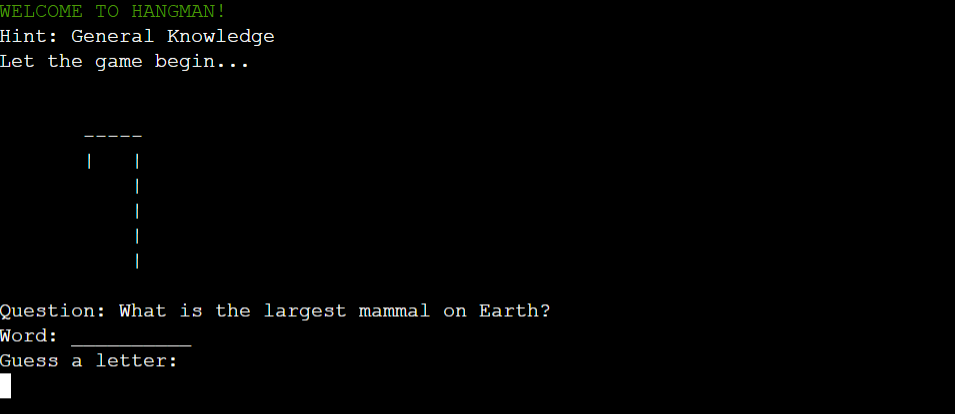 WELCOME TO HANGMAN!
Hint: General Knowledge
Let the game begin...
-----
|   |
|
|
|
|
Question: What is the largest mammal on Earth?
Word: __________
Guess a letter: